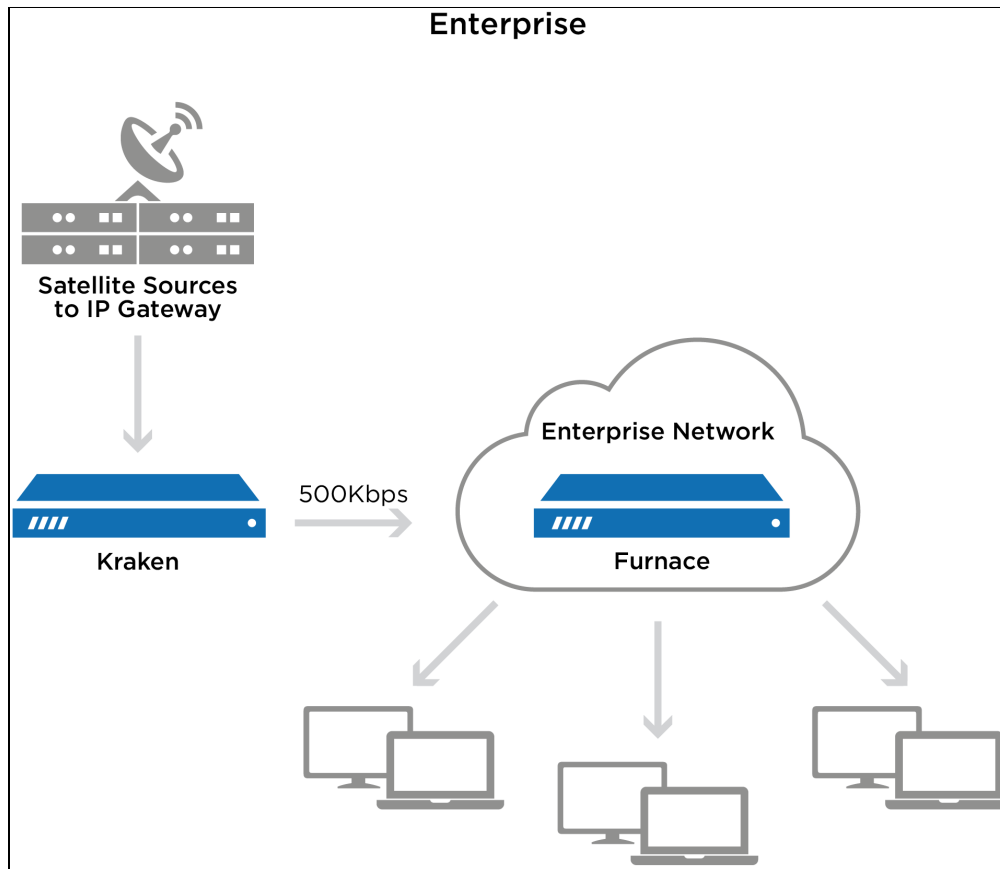 Enterprise
Satellite Sources
to IP Gateway
Enterprise Network
500Kbps
Kraken
Furnace